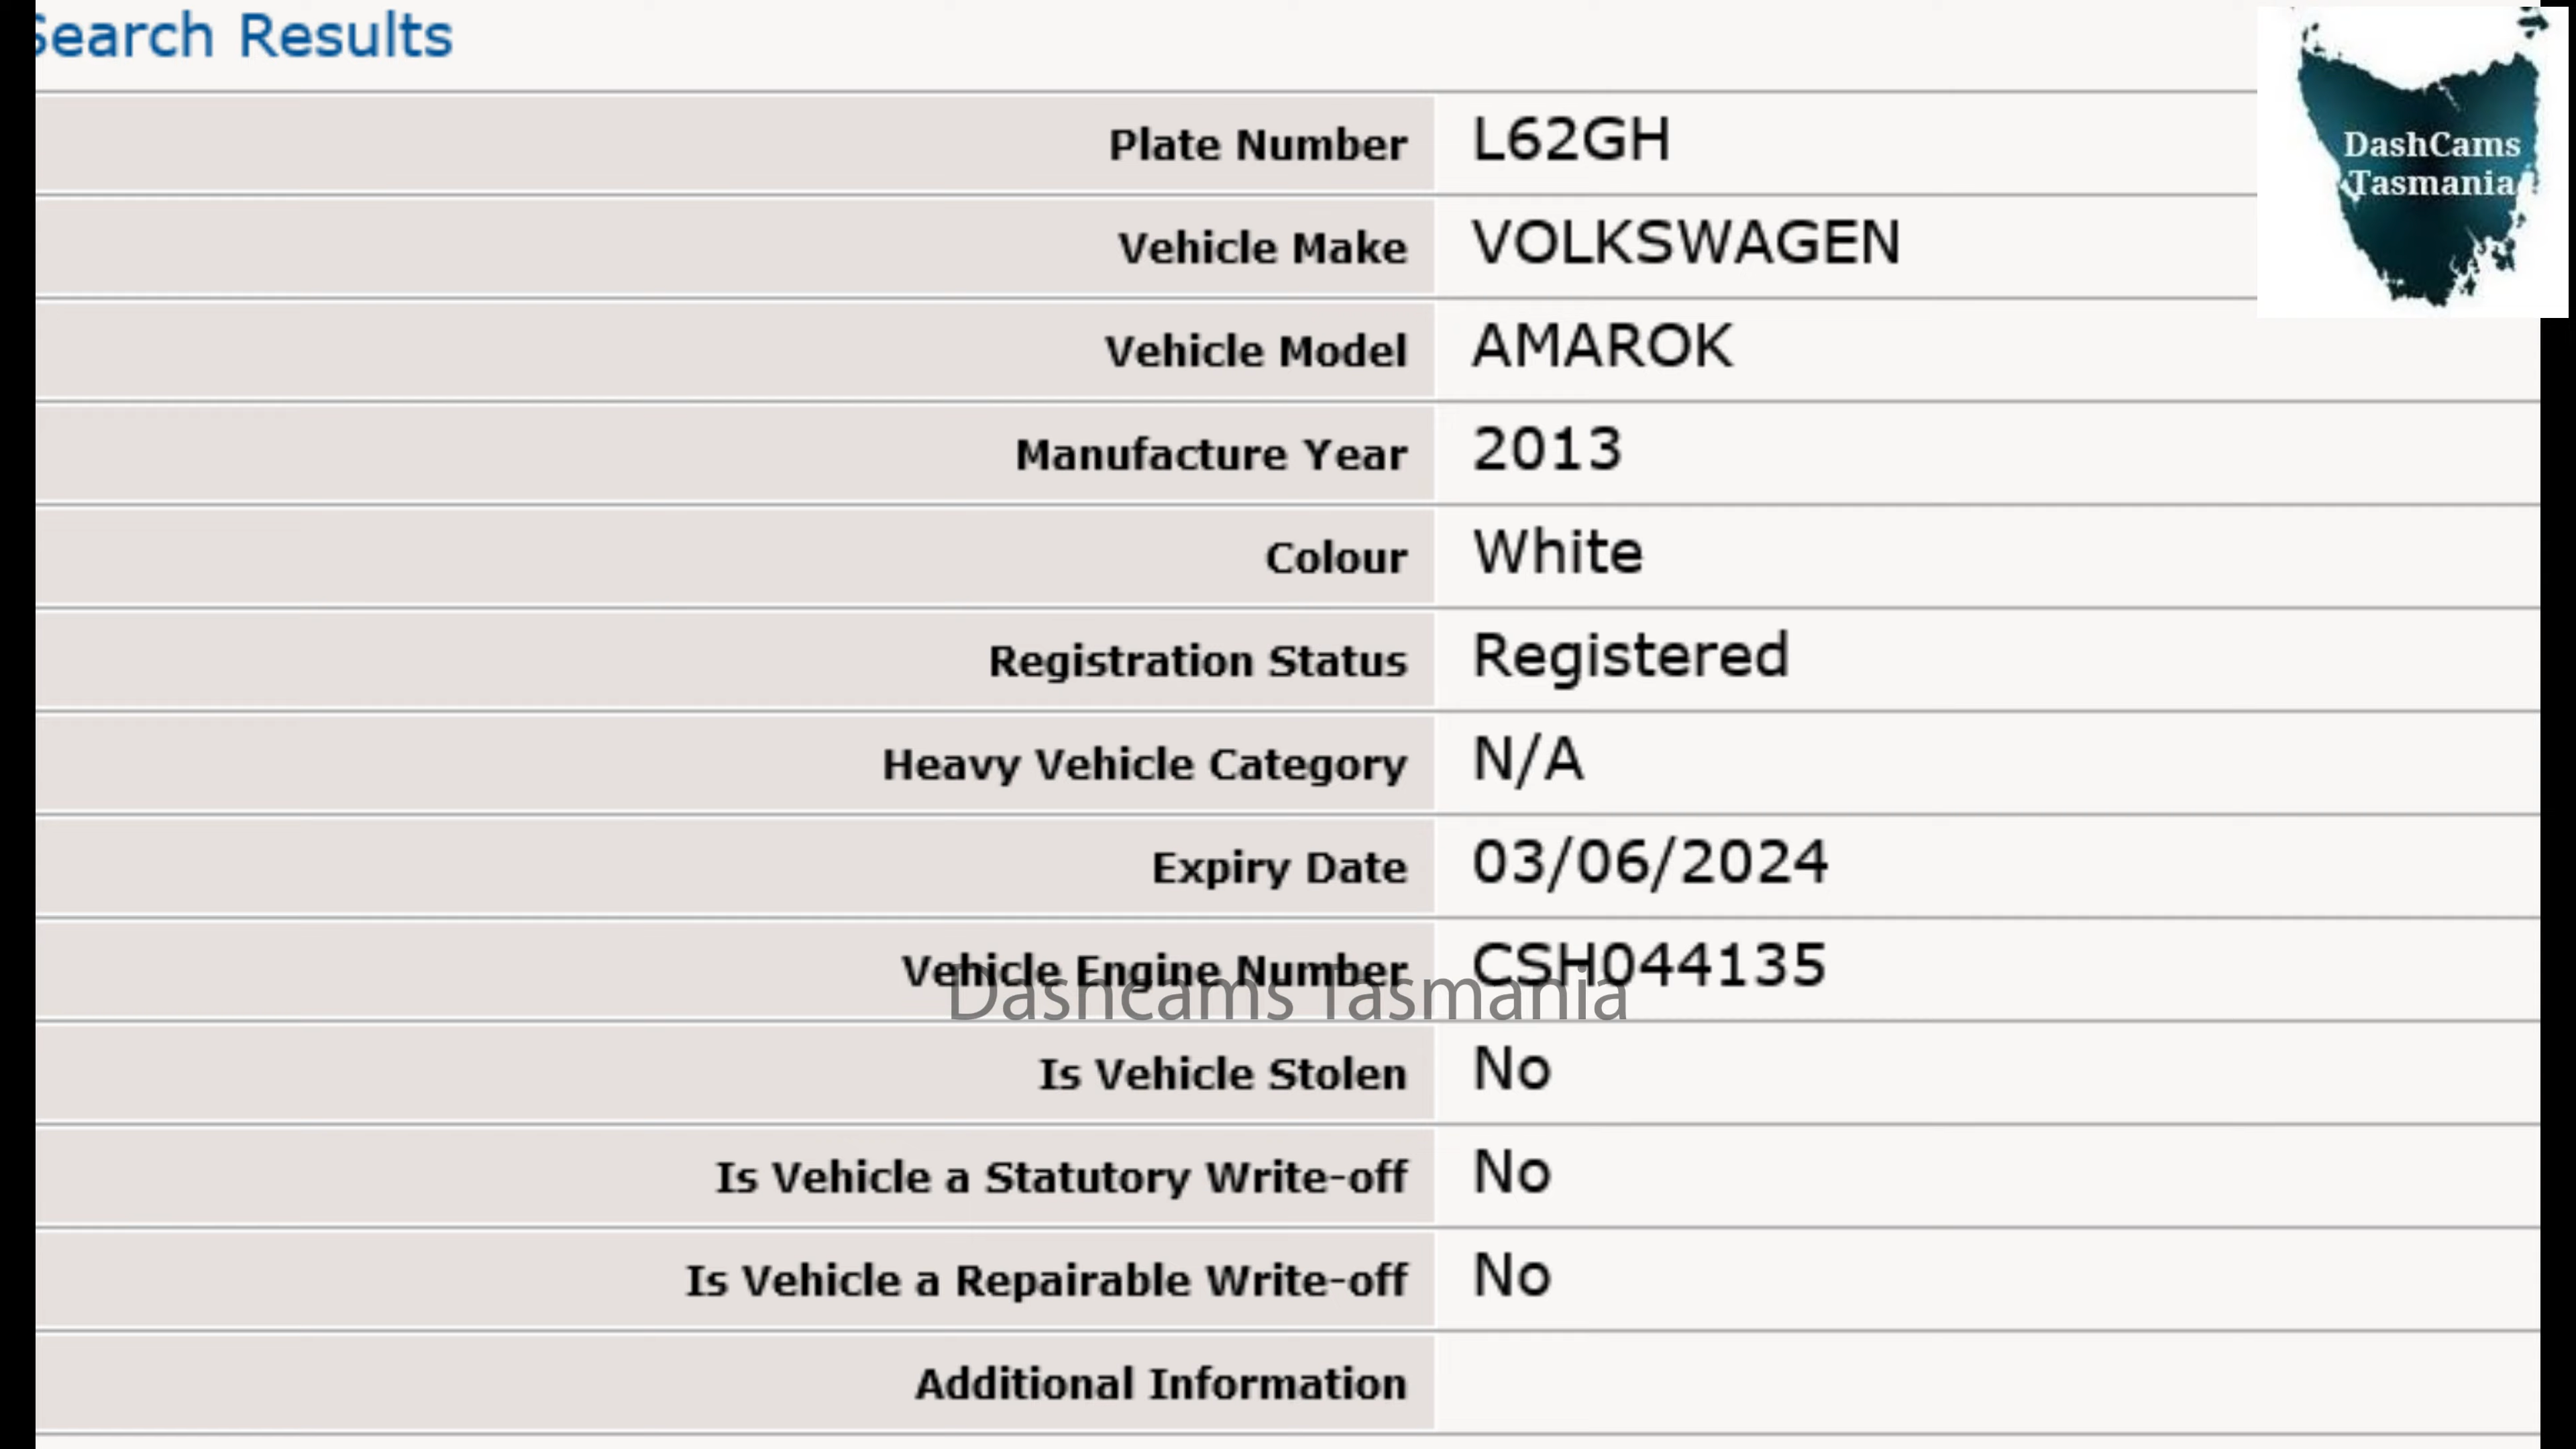 Search Results
DashCams
Tasmania
Plate Number L62GH
Vehicle Make VOLKSWAGEN
Vehicle Model AMAROK
Manufacture Year 2013
Colour White
Registration Status Registered
Heavy Vehicle Category N/A
Expiry Date 03/06/2024
Vehicle Engine Number CSH044135
Dashcams Tasmania
Is Vehicle Stolen No
Is Vehicle a Statutory Write-off No
Is Vehicle a Repairable Write-off No
Additional Information